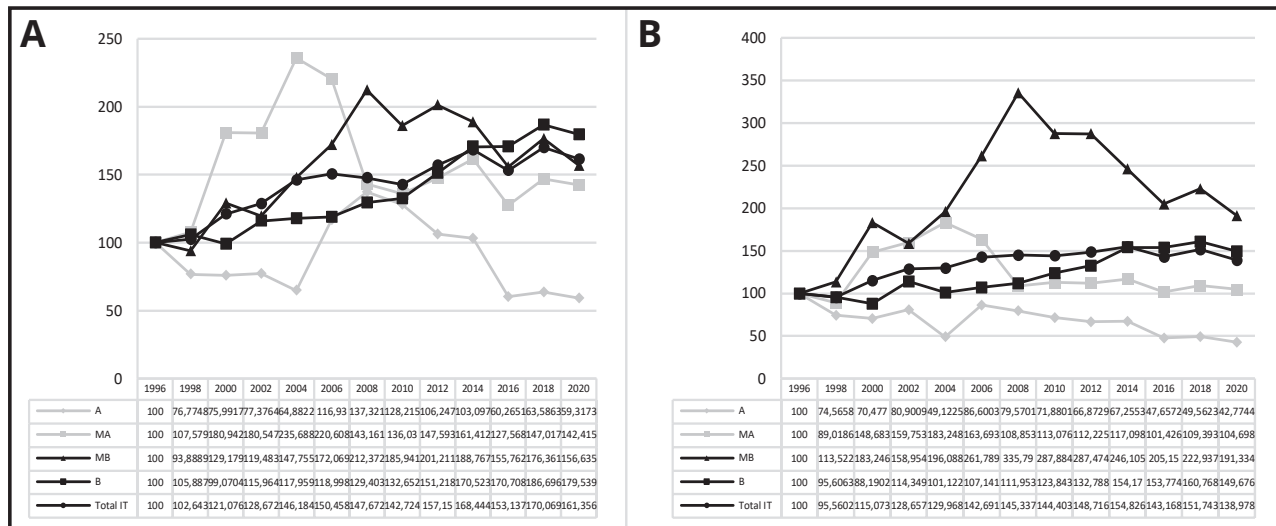 A
250
200
150
100
50
0
1996 1998 2000 2002 2004 2006 2008 2010 2012 2014 2016 2018 2020
A 100 76,7748 75,9917 77,3764 64,8822 116,93 137,321 128,215 106,247 103,097 60,2651 63,5863 59,3173
MA 100 107,579 180,942 180,547 235,688 220,608 143,161 136,03 147,593 161,412 127,568 147,017 142,415
MB 100 93,8889 129,179 119,483 147,755 172,069 212,372 185,941 201,211 188,767 155,762 176,361 156,635
B 100 105,887 99,0704 115,964 117,959 118,998 129,403 132,652 151,218 170,523 170,708 186,696 179,539
Total IT 100 102,643 121,076 128,672 146,184 150,458 147,672 142,724 157,15 168,444 153,137 170,069 161,356
B
400
350
300
250
200
150
100
50
0
1996 1998 2000 2002 2004 2006 2008 2010 2012 2014 2016 2018 2020
A 100 74,5658 70,477 80,9009 49,1225 86,6003 79,5701 71,8801 66,8729 67,2553 47,6572 49,5623 42,7744
MA 100 89,0186 148,683 159,753 183,248 163,693 108,853 113,076 112,225 117,098 101,426 109,393 104,698
MB 100 113,522 183,246 158,954 196,088 261,789 335,79 287,884 287,474 246,105 205,15 222,937 191,334
B 100 95,6063 88,1902 114,349 101,122 107,141 111,953 123,843 132,788 154,17 153,774 160,768 149,676
Total IT 100 95,5602 115,073 128,657 129,968 142,691 145,337 144,403 148,716 154,826 143,168 151,743 138,978